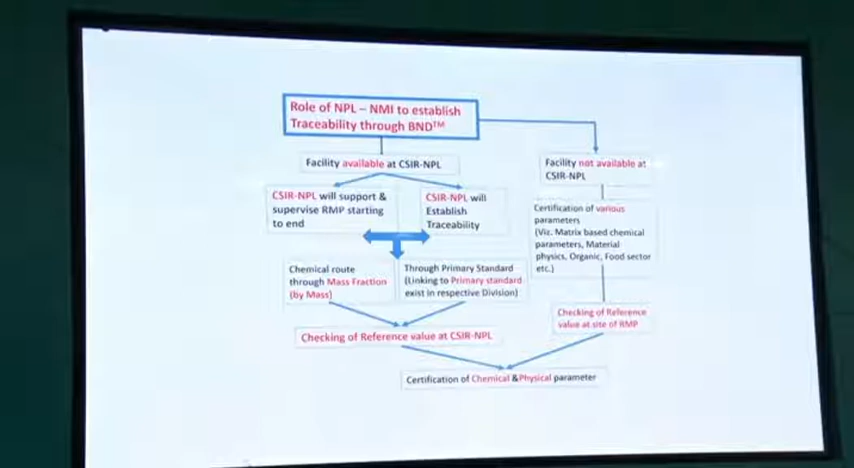 Role of NPL – NMI to establish
Traceability through BND™
Facility available at CSIR-NPL
Facility not available at
CSIR-NPL
CSIR-NPL will support &
supervise RMP starting
to end
CSIR-NPL will
Establish
Traceability
Certification of various
parameters
(Viz. Matrix based chemical
parameters, Material
physics, Organic, Food sector
etc.)
Chemical route
through Mass Fraction
(by Mass)
Through Primary Standard
(Linking to Primary standard
exist in respective Division)
Checking of Reference
value at site of RMP
Checking of Reference value at CSIR-NPL
Certification of Chemical &Physical parameter